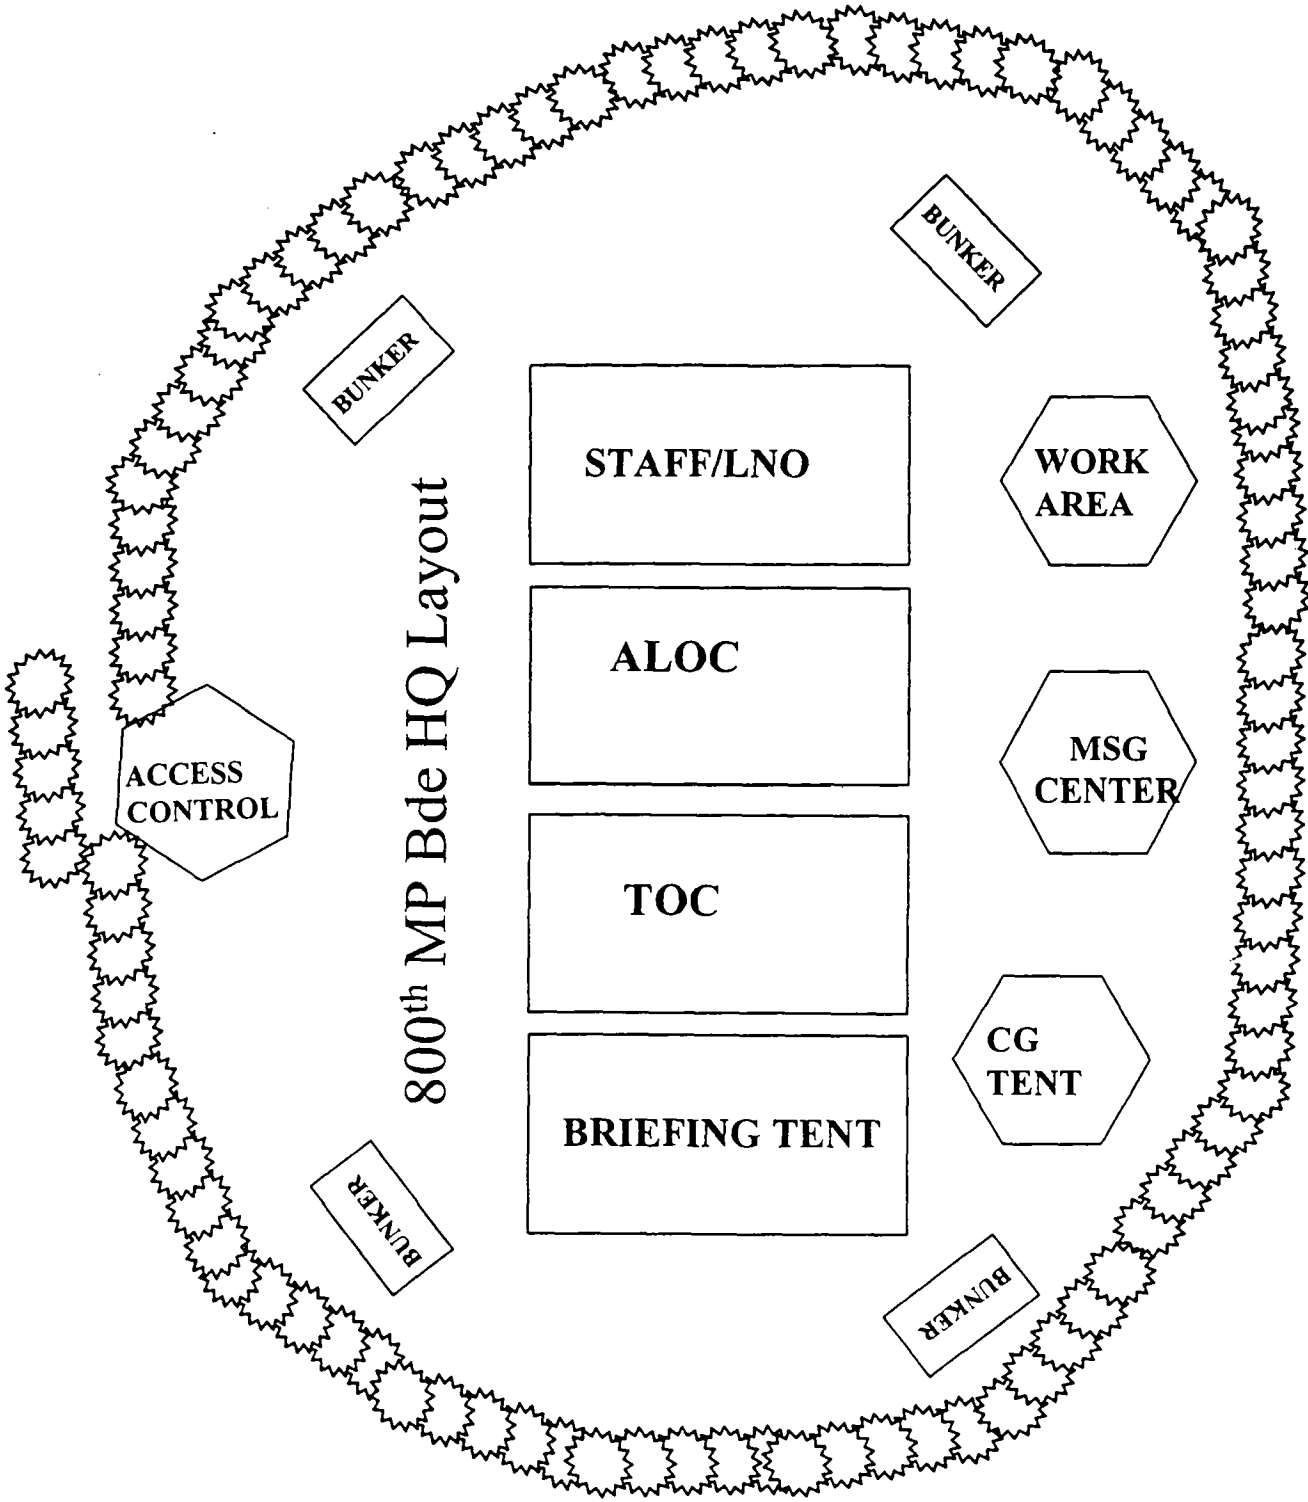 BUNKER
BUNKER
800th MP Bde HQ Layout
STAFF/LNO
WORK
AREA
ALOC
MSG
CENTER
ACCESS
CONTROL
TOC
CG
TENT
BRIEFING TENT
BUNKER
BUNKER